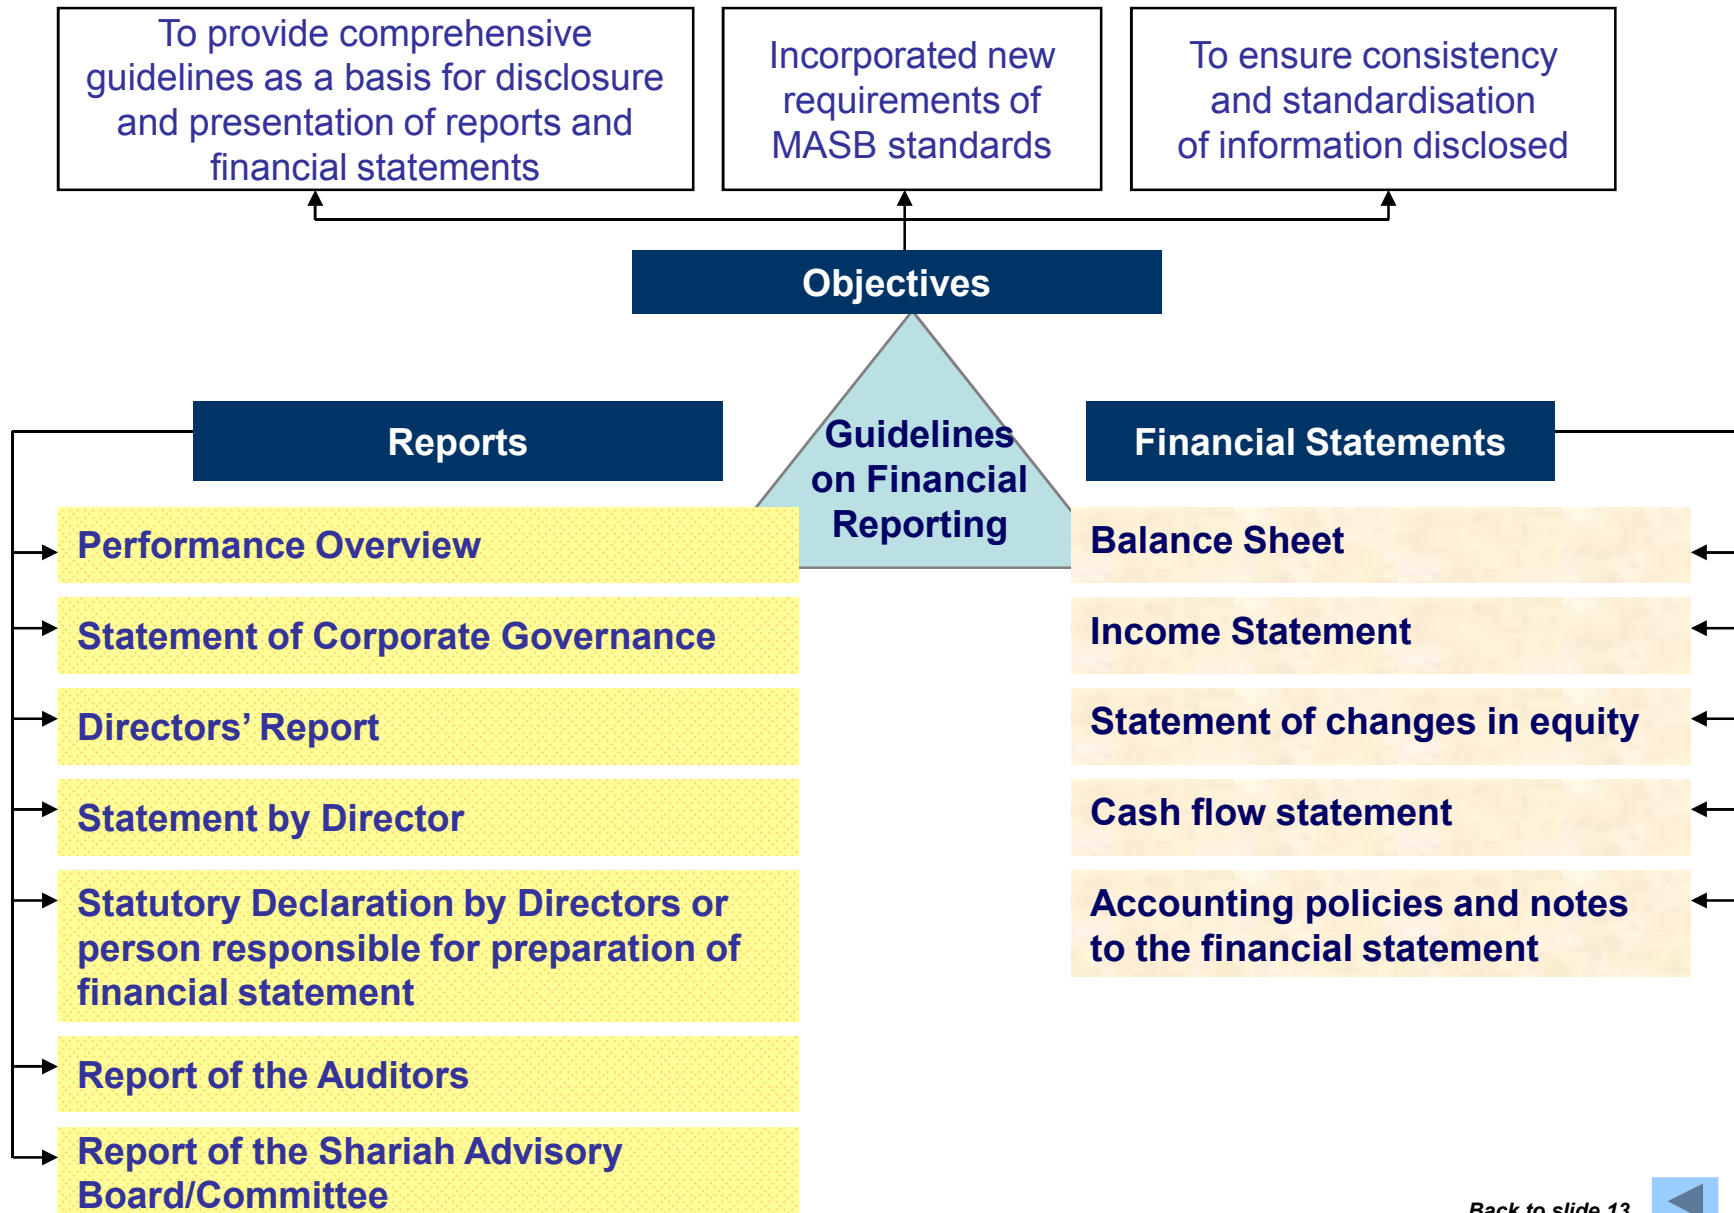 To provide comprehensive
guidelines as a basis for disclosure
and presentation of reports and
financial statements
Incorporated new
requirements of
MASB standards
To ensure consistency
and standardisation
of information disclosed
Objectives
Guidelines
on Financial
Reporting
Reports
Performance Overview
Statement of Corporate Governance
Directors’ Report
Statement by Director
Statutory Declaration by Directors or
person responsible for preparation of
financial statement
Report of the Auditors
Report of the Shariah Advisory
Board/Committee
Financial Statements
Balance Sheet
Income Statement
Statement of changes in equity
Cash flow statement
Accounting policies and notes
to the financial statement
Back to slide 13